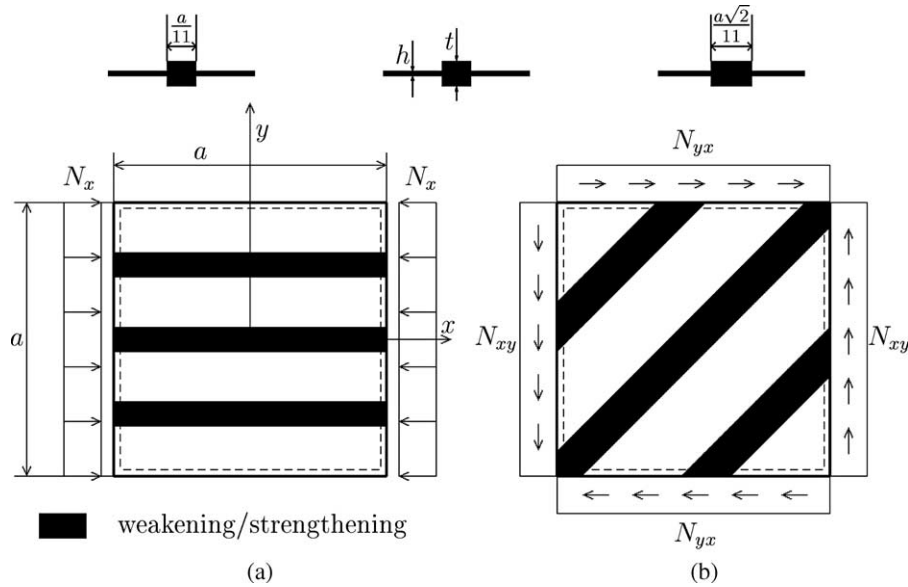 a/11
h
t
a√2/11
y
a
N_x
N_x
a
x
N_yx
N_xy
N_xy
N_yx
weakening/strengthening
(a)
(b)